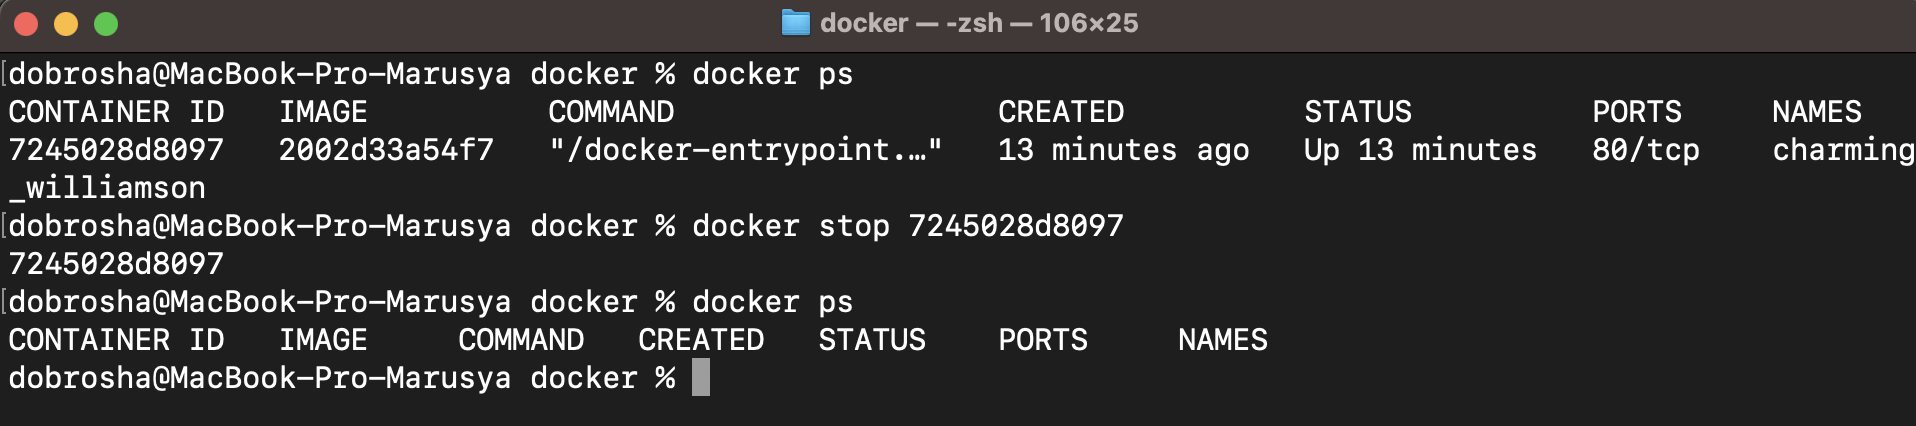 docker — -zsh — 106×25
dobrosha@MacBook-Pro-Marusya docker % docker ps
CONTAINER ID   IMAGE          COMMAND                  CREATED          STATUS          PORTS     NAMES
7245028d8097   2002d33a54f7   "/docker-entrypoint.…"   13 minutes ago   Up 13 minutes   80/tcp    charming
_williamson
dobrosha@MacBook-Pro-Marusya docker % docker stop 7245028d8097
7245028d8097
dobrosha@MacBook-Pro-Marusya docker % docker ps
CONTAINER ID   IMAGE     COMMAND   CREATED   STATUS    PORTS     NAMES
dobrosha@MacBook-Pro-Marusya docker %